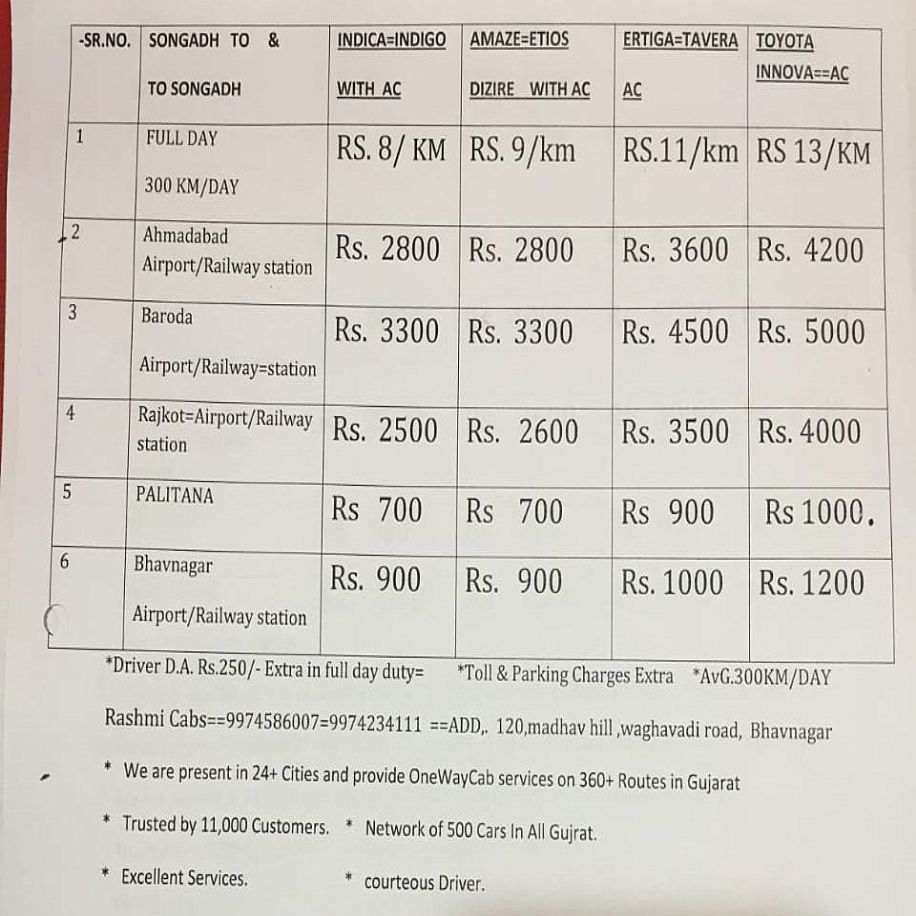 -SR.NO. SONGADH TO & INDICA=INDIGO AMAZE=ETIOS ERTIGA=TAVERA TOYOTA
TO SONGADH WITH AC DIZIRE WITH AC AC INNOVA==AC
1 FULL DAY RS. 8/ KM RS. 9/km RS.11/km RS 13/KM
300 KM/DAY
2 Ahmadabad Rs. 2800 Rs. 2800 Rs. 3600 Rs. 4200
Airport/Railway station
3 Baroda Rs. 3300 Rs. 3300 Rs. 4500 Rs. 5000
Airport/Railway=station
4 Rajkot=Airport/Railway Rs. 2500 Rs. 2600 Rs. 3500 Rs. 4000
station
5 PALITANA Rs 700 Rs 700 Rs 900 Rs 1000.
6 Bhavnagar Rs. 900 Rs. 900 Rs. 1000 Rs. 1200
Airport/Railway station
*Driver D.A. Rs.250/- Extra in full day duty= *Toll & Parking Charges Extra *AvG.300KM/DAY
Rashmi Cabs==9974586007=9974234111 ==ADD,. 120,madhav hill ,waghavadi road, Bhavnagar
* We are present in 24+ Cities and provide OneWayCab services on 360+ Routes in Gujarat
* Trusted by 11,000 Customers. * Network of 500 Cars In All Gujrat.
* Excellent Services. * courteous Driver.